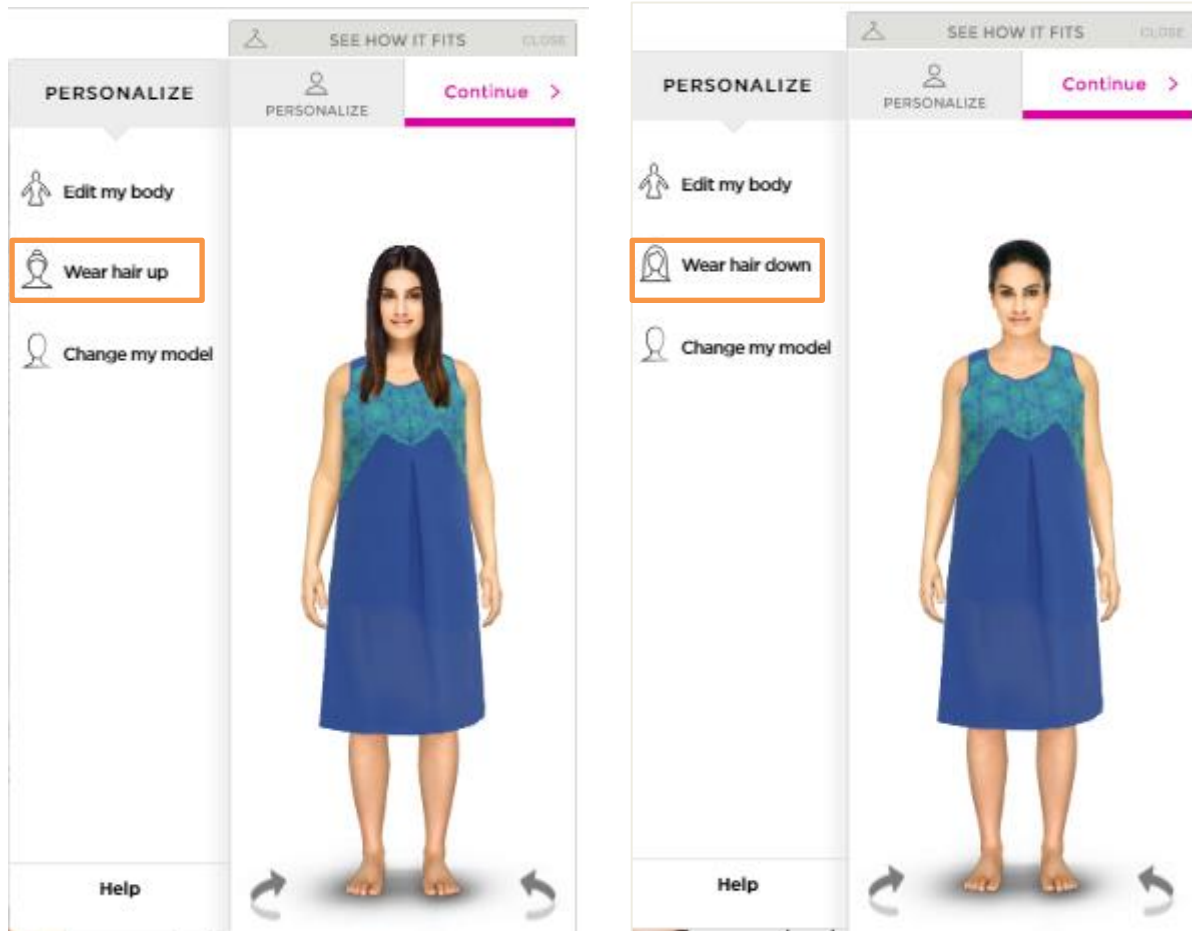 SEE HOW IT FITS CLOSE
PERSONALIZE
PERSONALIZE
Continue >
Edit my body
Wear hair up
Change my model
Help
SEE HOW IT FITS CLOSE
PERSONALIZE
PERSONALIZE
Continue >
Edit my body
Wear hair down
Change my model
Help